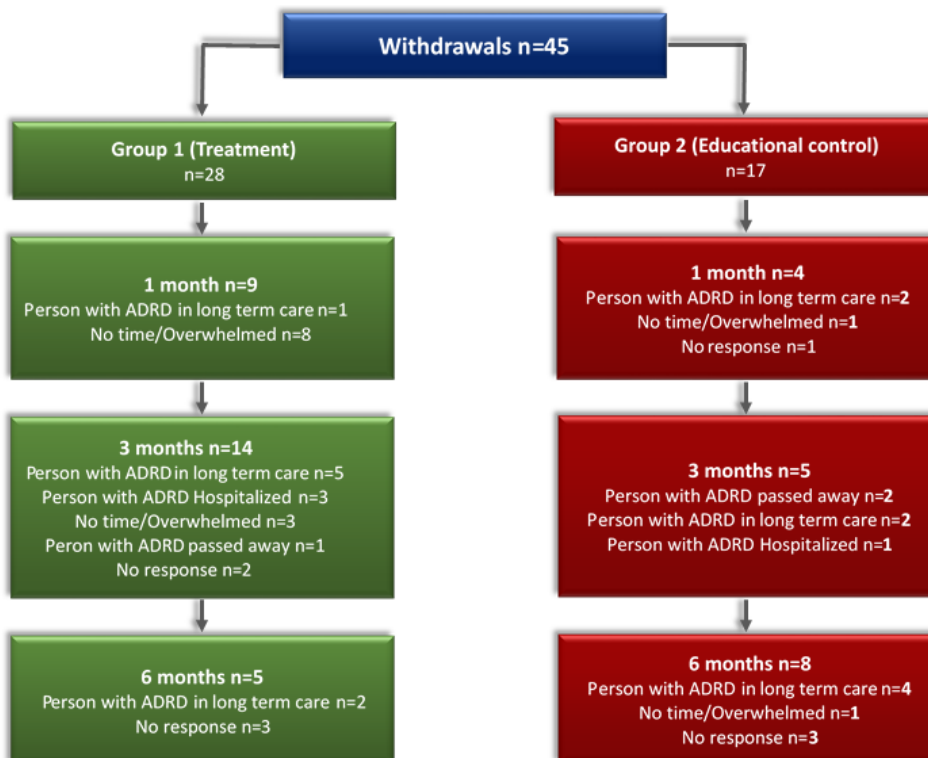 Withdrawals n=45
Group 1 (Treatment)
n=28
1 month n=9
Person with ADRD in long term care n=1
No time/Overwhelmed n=8
3 months n=14
Person with ADRD in long term care n=5
Person with ADRD Hospitalized n=3
No time/Overwhelmed n=3
Peron with ADRD passed away n=1
No response n=2
6 months n=5
Person with ADRD in long term care n=2
No response n=3
Group 2 (Educational control)
n=17
1 month n=4
Person with ADRD in long term care n=2
No time/Overwhelmed n=1
No response n=1
3 months n=5
Person with ADRD passed away n=2
Person with ADRD in long term care n=2
Person with ADRD Hospitalized n=1
6 months n=8
Person with ADRD in long term care n=4
No time/Overwhelmed n=1
No response n=3